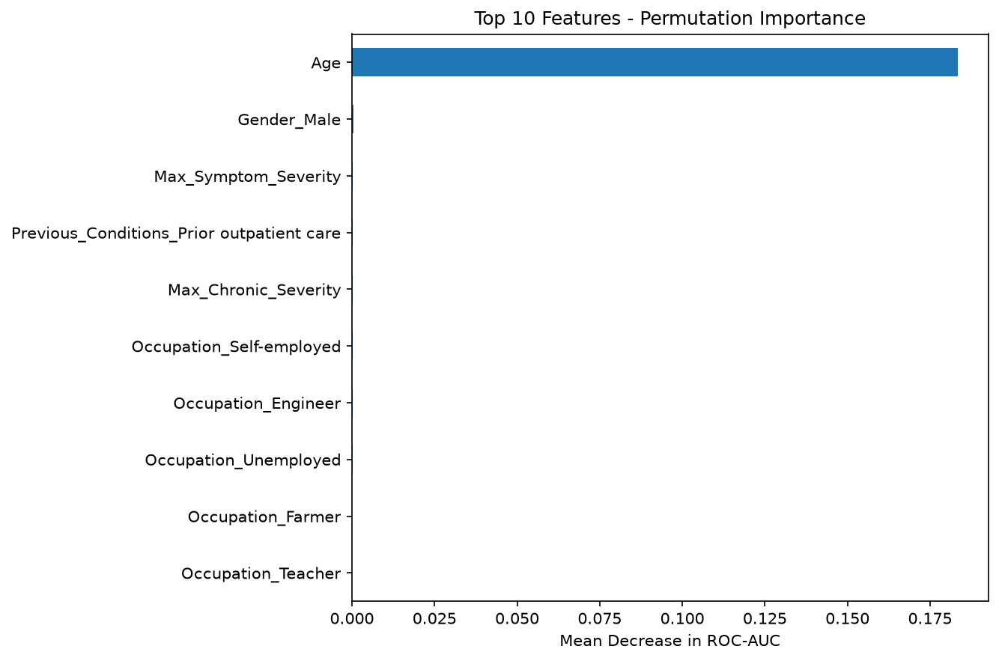 Top 10 Features - Permutation Importance
Age
Gender_Male
Max_Symptom_Severity
Previous_Conditions_Prior outpatient care
Max_Chronic_Severity
Occupation_Self-employed
Occupation_Engineer
Occupation_Unemployed
Occupation_Farmer
Occupation_Teacher
0.000 0.025 0.050 0.075 0.100 0.125 0.150 0.175
Mean Decrease in ROC-AUC